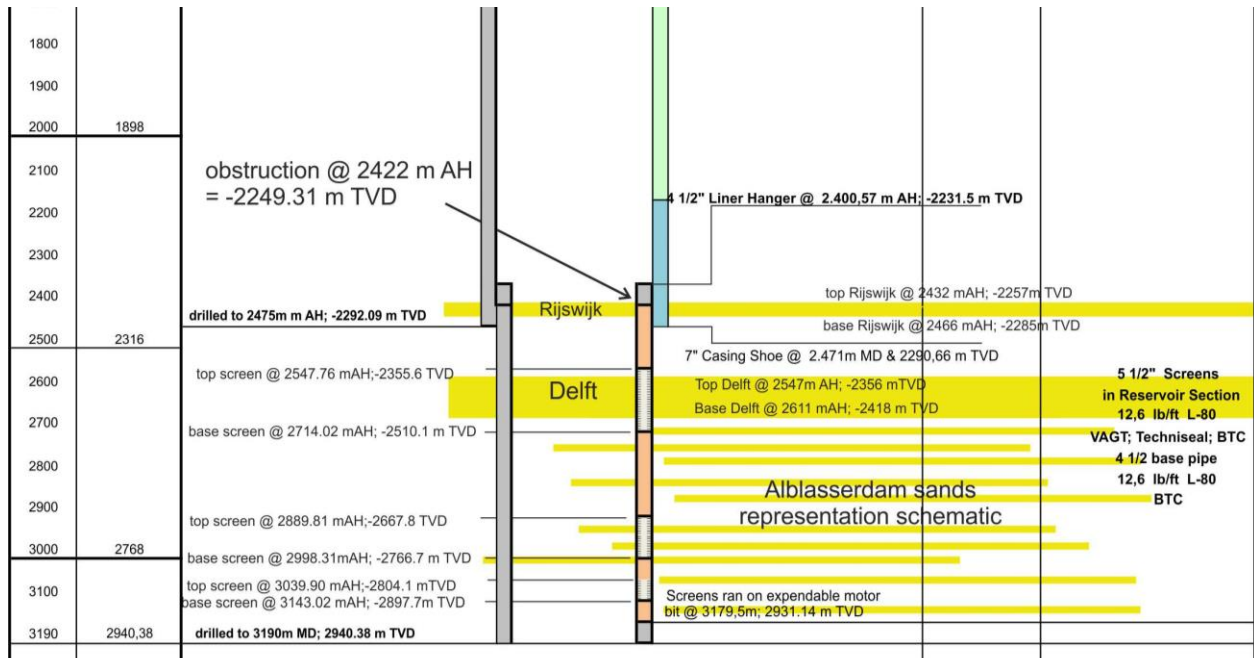 1800
1900
2000 1898
2100
obstruction @ 2422 m AH
= -2249.31 m TVD
4 1/2" Liner Hanger @ 2.400,57 m AH; -2231.5 m TVD
2200
2300
2400
top Rijswijk @ 2432 mAH; -2257m TVD
Rijswijk
drilled to 2475m m AH; -2292.09 m TVD
base Rijswijk @ 2466 mAH; -2285m TVD
2500 2316
7" Casing Shoe @ 2.471m MD & 2290,66 m TVD
top screen @ 2547.76 mAH;-2355.6 TVD
2600
5 1/2" Screens
in Reservoir Section
12,6 lb/ft L-80
VAGT; Techniseal; BTC
4 1/2 base pipe
12,6 lb/ft L-80
BTC
Delft
Top Delft @ 2547m AH; -2356 mTVD
Base Delft @ 2611 mAH; -2418 m TVD
2700
base screen @ 2714.02 mAH; -2510.1 m TVD
2800
Alblasserdam sands
representation schematic
2900
top screen @ 2889.81 mAH;-2667.8 TVD
3000 2768
base screen @ 2998.31mAH; -2766.7m TVD
top screen @ 3039.90 mAH;-2804.1 mTVD
3100
base screen @ 3143.02 mAH; -2897.7m TVD
Screens ran on expendable motor
bit @ 3179,5m; 2931.14 m TVD
3190 2940,38
drilled to 3190m MD; 2940.38 m TVD